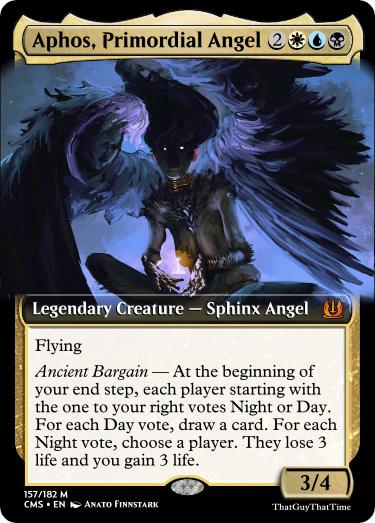 Aphos, Primordial Angel 2
Legendary Creature — Sphinx Angel
Flying
Ancient Bargain — At the beginning of
your end step, each player starting with
the one to your right votes Night or Day.
For each Day vote, draw a card. For each
Night vote, choose a player. They lose 3
life and you gain 3 life.
3/4
157/182 M
CMS • EN Anato Finnstark
ThatGuyThatTime